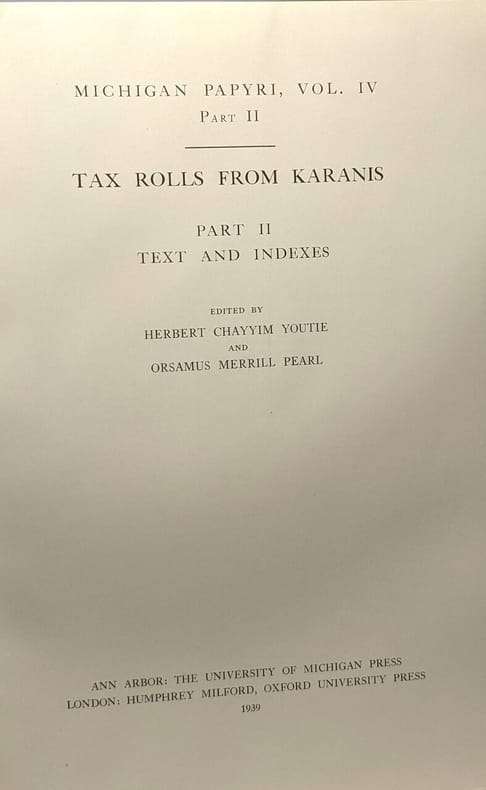 MICHIGAN PAPYRI, VOL. IV
PART II
TAX ROLLS FROM KARANIS
PART II
TEXT AND INDEXES
EDITED BY
HERBERT CHAYYIM YOUTIE
AND
ORSAMUS MERRILL PEARL
ANN ARBOR: THE UNIVERSITY OF MICHIGAN PRESS
LONDON: HUMPHREY MILFORD, OXFORD UNIVERSITY PRESS
1939